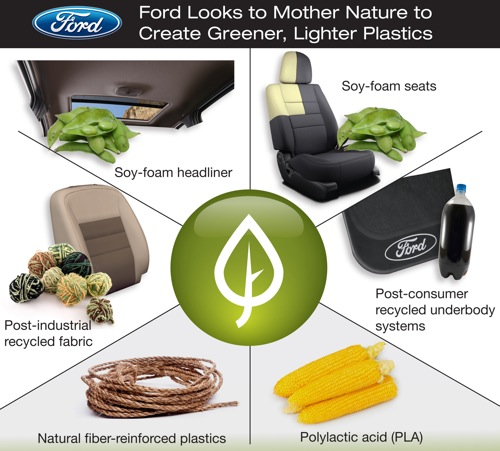 Ford
Ford Looks to Mother Nature to
Create Greener, Lighter Plastics
Soy-foam seats
Soy-foam headliner
Ford
Post-industrial
recycled fabric
Post-consumer
recycled underbody
systems
Natural fiber-reinforced plastics
Polylactic acid (PLA)